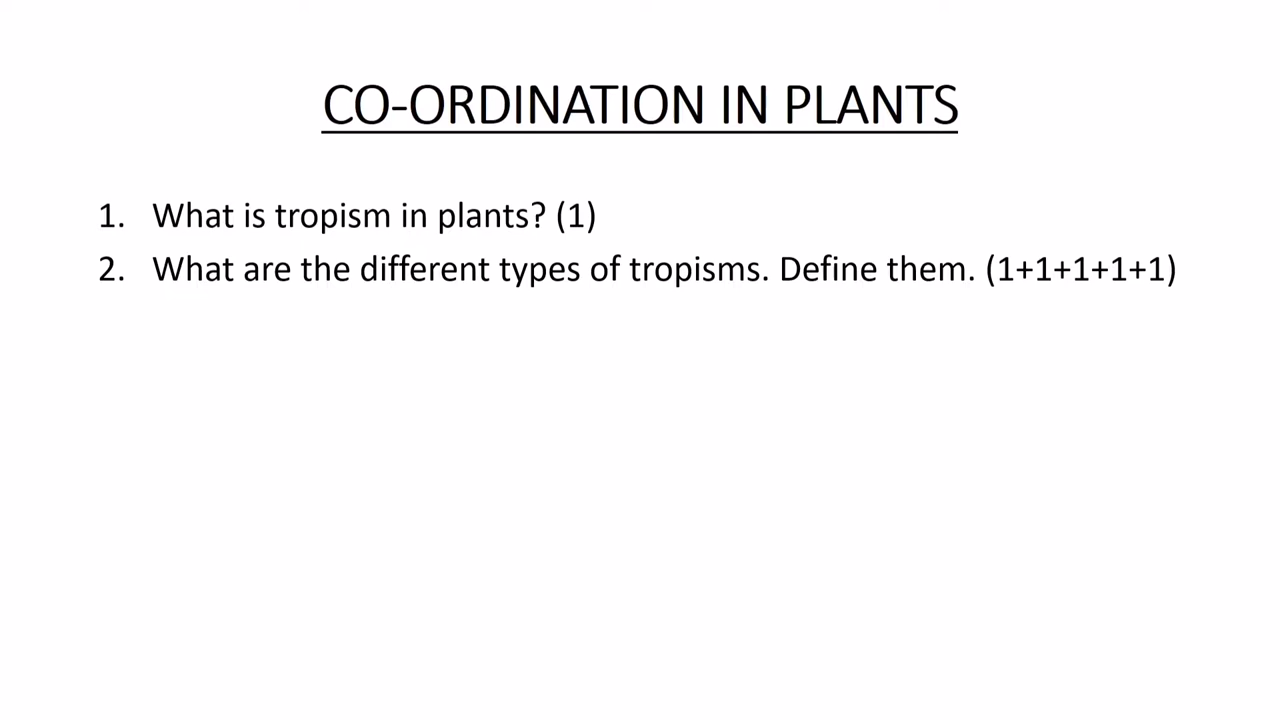 CO-ORDINATION IN PLANTS
1. What is tropism in plants? (1)
2. What are the different types of tropisms. Define them. (1+1+1+1+1)